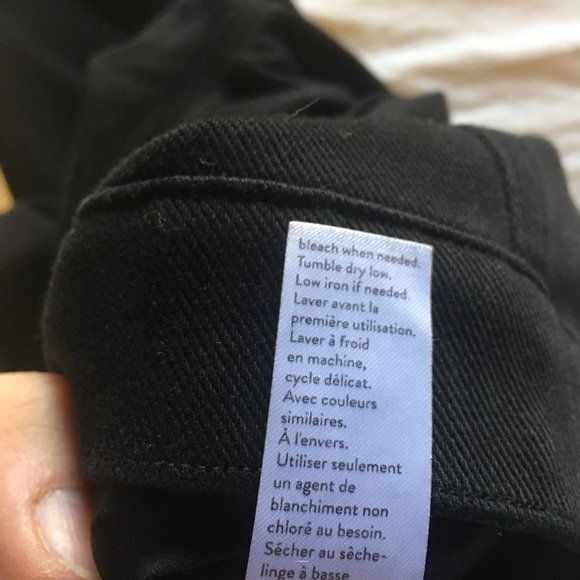 bleach when needed.
Tumble dry low.
Low iron if needed.
Laver avant la
première utilisation.
Laver à froid
en machine,
cycle délicat.
Avec couleurs
similaires.
À l'envers.
Utiliser seulement
un agent de
blanchiment non
chloré au besoin.
Sécher au sèche-
linge à basse